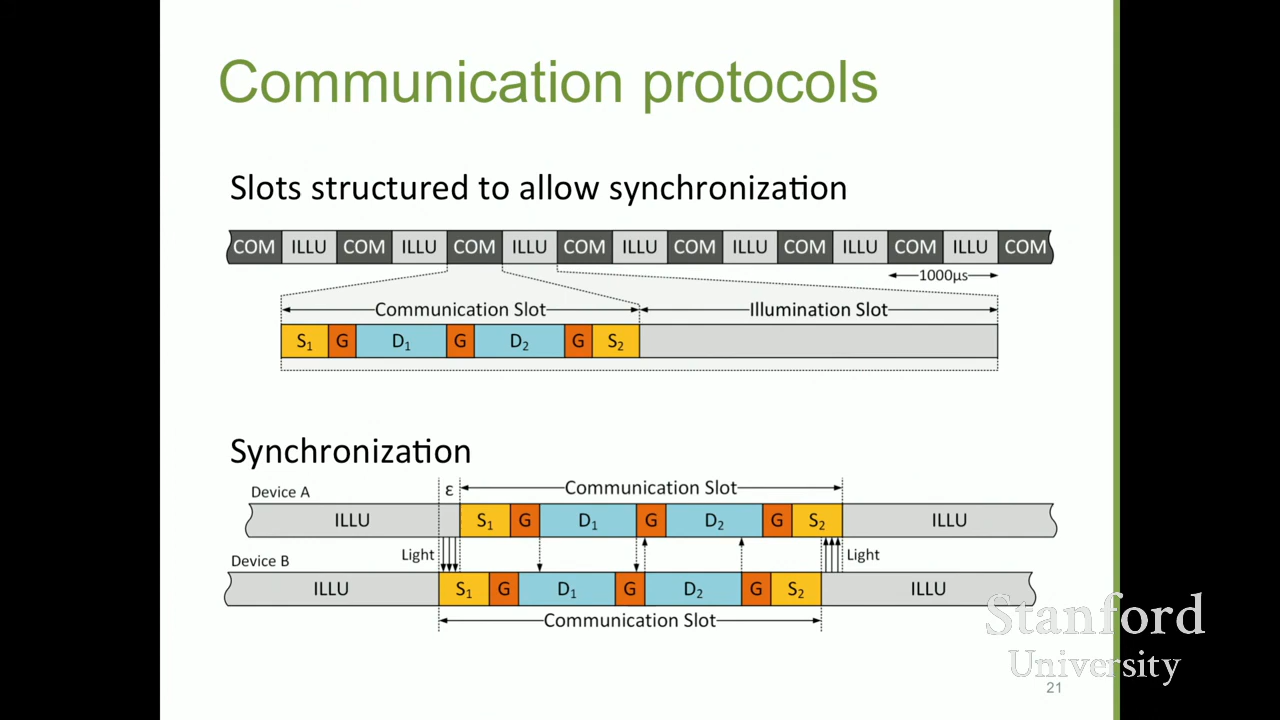 Communication protocols
Slots structured to allow synchronization
COM ILLU COM ILLU COM ILLU COM ILLU COM ILLU COM ILLU COM ILLU COM
1000μs
Communication Slot Illumination Slot
S₁ G D₁ G D₂ G S₂
Synchronization
Device A ε Communication Slot
ILLU S₁ G D₁ G D₂ G S₂ ILLU
Light Light
Device B
ILLU S₁ G D₁ G D₂ G S₂ ILLU
Communication Slot
Stanford
University
21